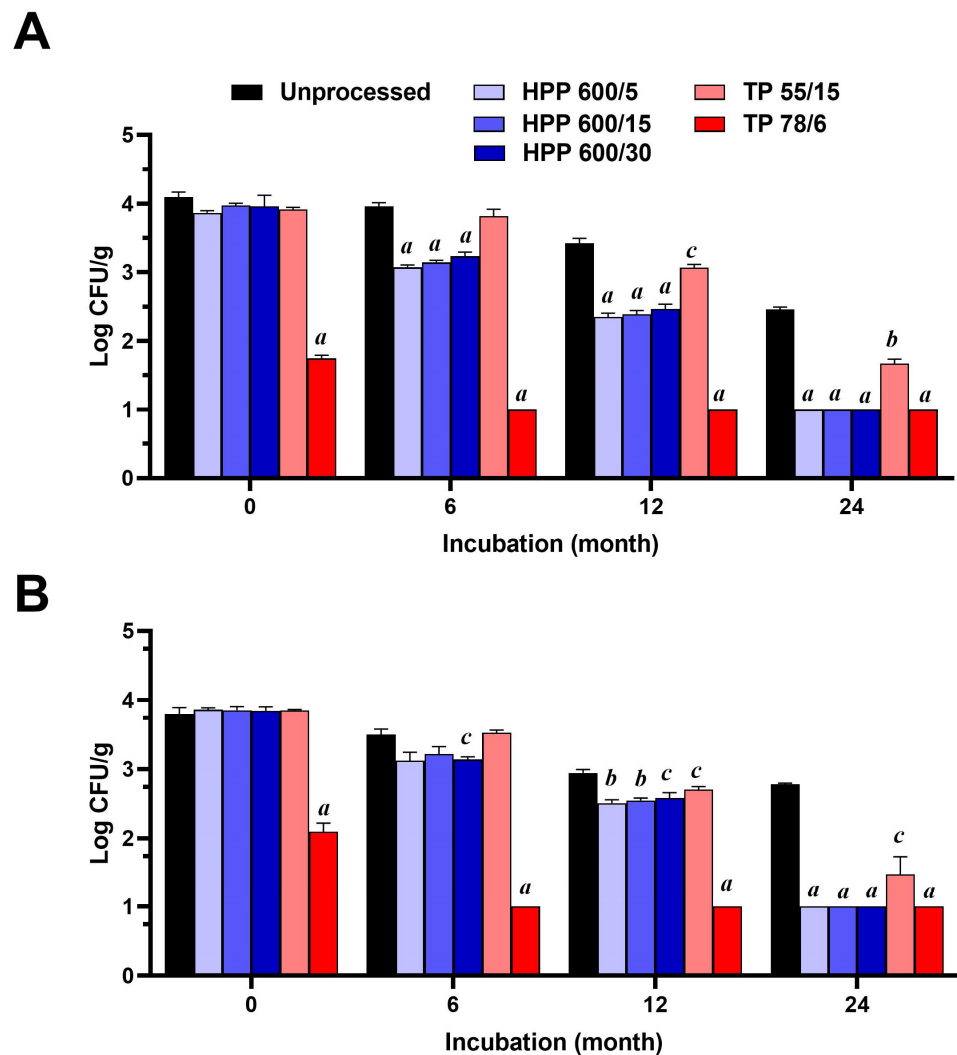 A
Unprocessed HPP 600/5 TP 55/15
HPP 600/15 TP 78/6
HPP 600/30
Log CFU/g
5
4
3
2
1
0
a a a c
a a a
b
a a a a a a a
0 6 12 24
Incubation (month)
B
Log CFU/g
5
4
3
2
1
0
c
b b c c
c
a a a a a a a
0 6 12 24
Incubation (month)